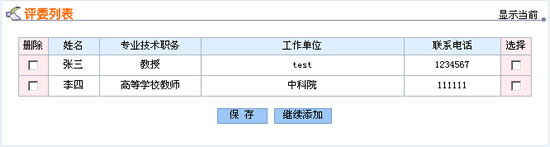 评委列表
显示当前
删除 姓名 专业技术职务 工作单位 联系电话 选择
张三 教授 test 1234567
李四 高等学校教师 中科院 111111
保 存 继续添加